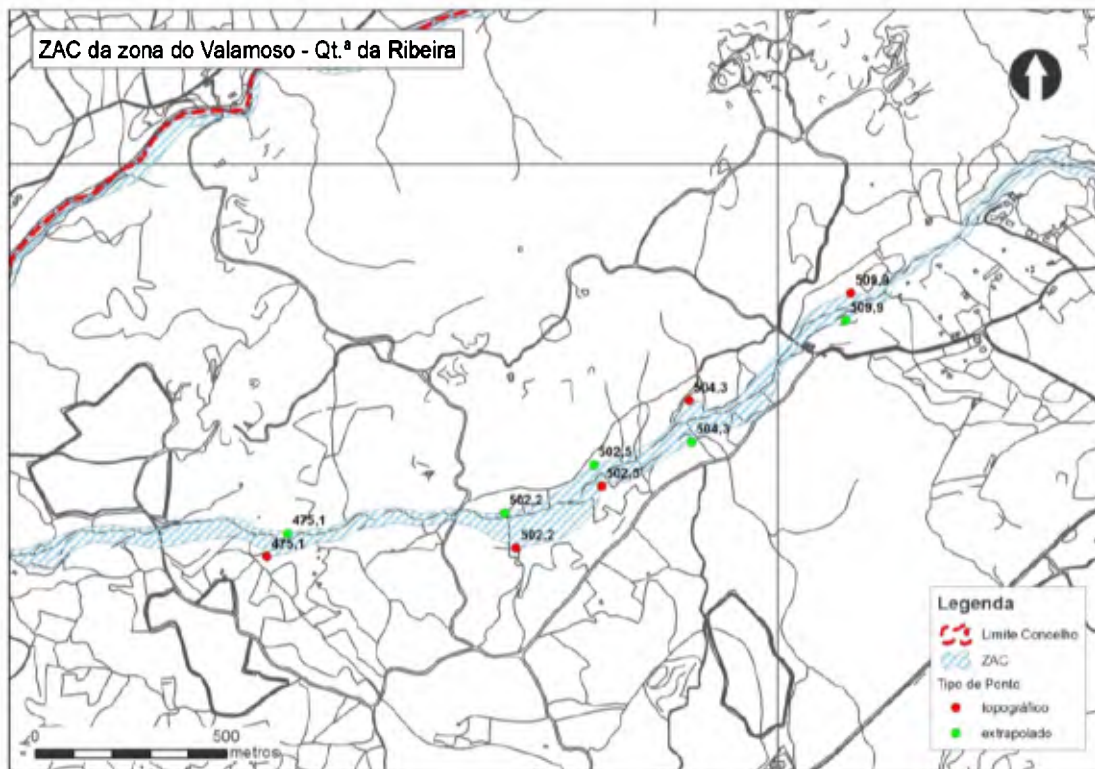 ZAC da zona do Valamoso - Qt.ª da Ribeira
509,9
509,9
504,3
504,3
502,5
502,5
502,2
502,2
475,1
475,1
Legenda
Limite Concelho
ZAC
Tipo de Ponto
topográfico
extrapolado
0 500 metros